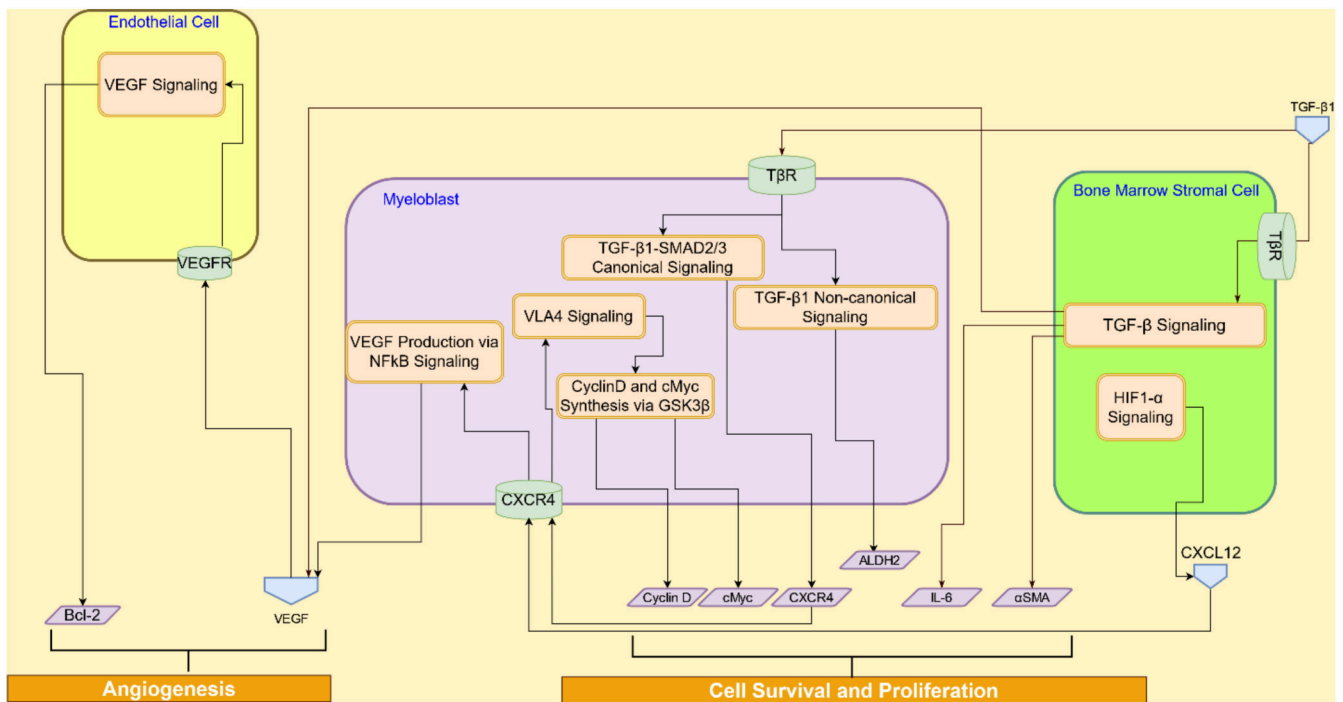 Endothelial Cell
VEGF Signaling
VEGFR
TGF-β1
TβR
Myeloblast
Bone Marrow Stromal Cell
TβR
TGF-β1-SMAD2/3
Canonical Signaling
TGF-β1 Non-canonical
Signaling
VLA4 Signaling
VEGF Production via
NFkB Signaling
CyclinD and cMyc
Synthesis via GSK3β
TGF-β Signaling
HIF1-α
Signaling
CXCR4
CXCL12
ALDH2
Bcl-2
VEGF
Cyclin D
cMyc
CXCR4
IL-6
αSMA
Angiogenesis
Cell Survival and Proliferation